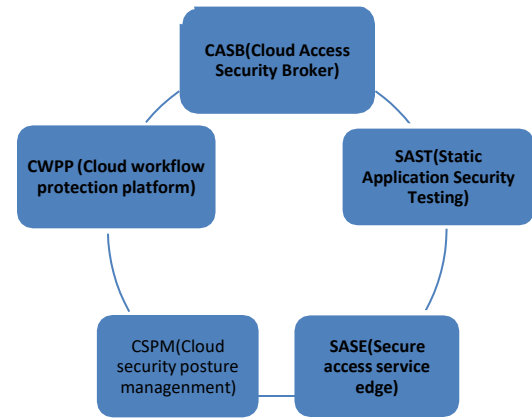 CASB(Cloud Access
Security Broker)
CWPP (Cloud workflow
protection platform)
SAST(Static
Application Security
Testing)
CSPM(Cloud
security posture
managenment)
SASE(Secure
access service
edge)